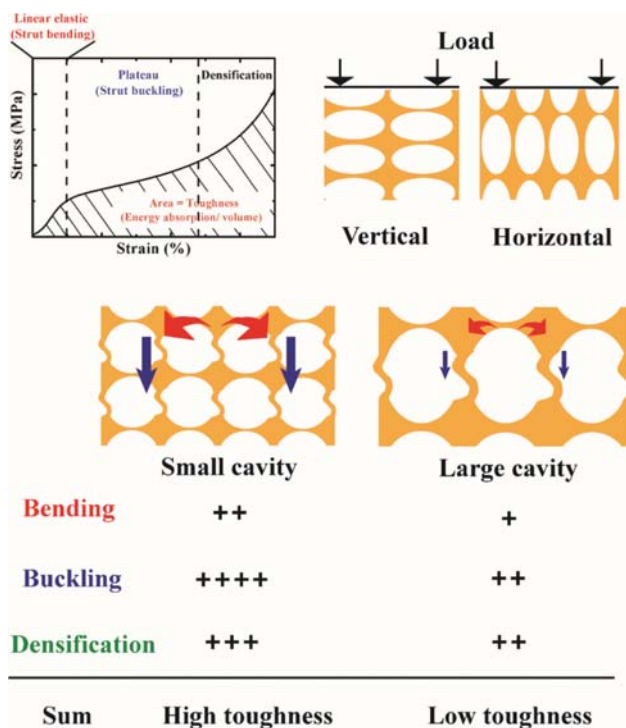 Linear elastic
(Strut bending)
Plateau
(Strut buckling)
Densification
Stress (MPa)
Area = Toughness
(Energy absorption/ volume)
Strain (%)
Load
Vertical
Horizontal
Small cavity
Large cavity
Bending
++
+
Buckling
++++
++
Densification
+++
++
Sum
High toughness
Low toughness